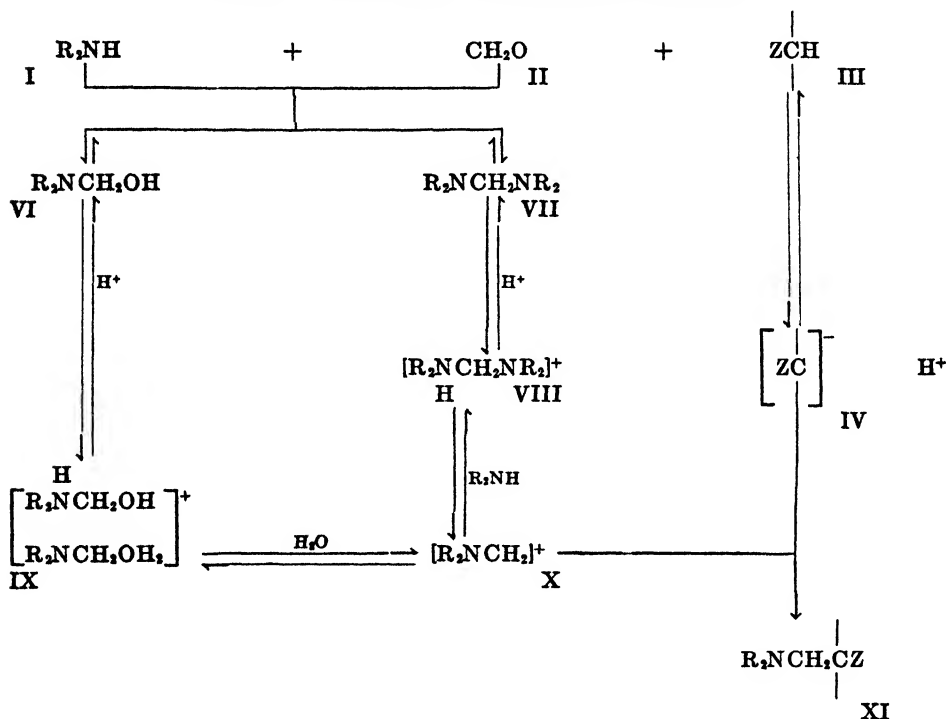 R₂NH + CH₂O + ZCH
I II III
R₂NCH₂OH R₂NCH₂NR₂
VI VII
H⁺ H⁺
[R₂NCH₂NR₂]⁺ [ZC]⁻ H⁺
H VIII IV
R₂NH
H
[R₂NCH₂OH
R₂NCH₂OH₂]⁺ H₂O [R₂NCH₂]⁺
IX X
R₂NCH₂CZ
XI